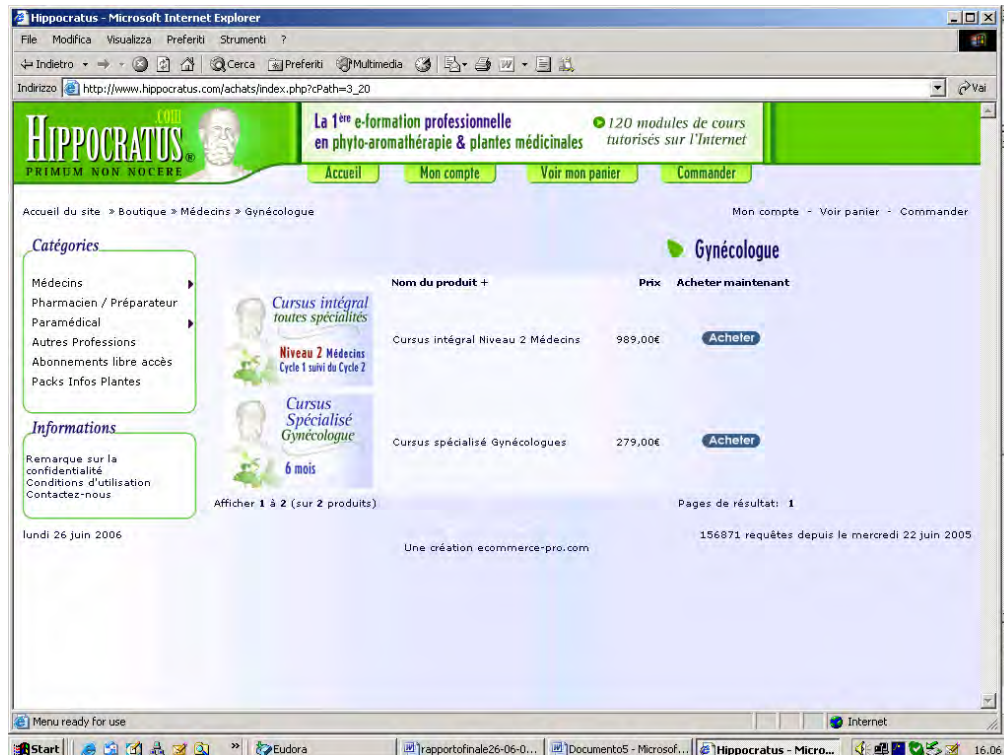 Hippocratus - Microsoft Internet Explorer
File Modifica Visualizza Preferiti Strumenti ?
Indietro Cerca Preferiti Multimedia
Indirizzo http://www.hippocratus.com/achats/index.php?cPath=3_20 Vai
HIPPOCRATUS.com ®
PRIMUM NON NOCERE
La 1ère e-formation professionnelle
en phyto-aromathérapie & plantes médicinales
120 modules de cours
tutorisés sur l'Internet
Accueil Mon compte Voir mon panier Commander
Accueil du site » Boutique » Médecins » Gynécologue
Mon compte - Voir panier - Commander
Catégories
Médecins
Pharmacien / Préparateur
Paramédical
Autres Professions
Abonnements libre accès
Packs Infos Plantes
Informations
Remarque sur la
confidentialité
Conditions d'utilisation
Contactez-nous
Gynécologue
Nom du produit + Prix Acheter maintenant
Cursus intégral
toutes spécialités
Niveau 2 Médecins
Cycle 1 suivi du Cycle 2
Cursus intégral Niveau 2 Médecins 989,00€ Acheter
Cursus
Spécialisé
Gynécologue
6 mois
Cursus spécialisé Gynécologues 279,00€ Acheter
Afficher 1 à 2 (sur 2 produits) Pages de résultat: 1
lundi 26 juin 2006 156871 requêtes depuis le mercredi 22 juin 2005
Une création ecommerce-pro.com
Menu ready for use Internet
Start » Eudora rapportofinale26-06-0... Documento5 - Microsof... Hippocratus - Micro... 16.06